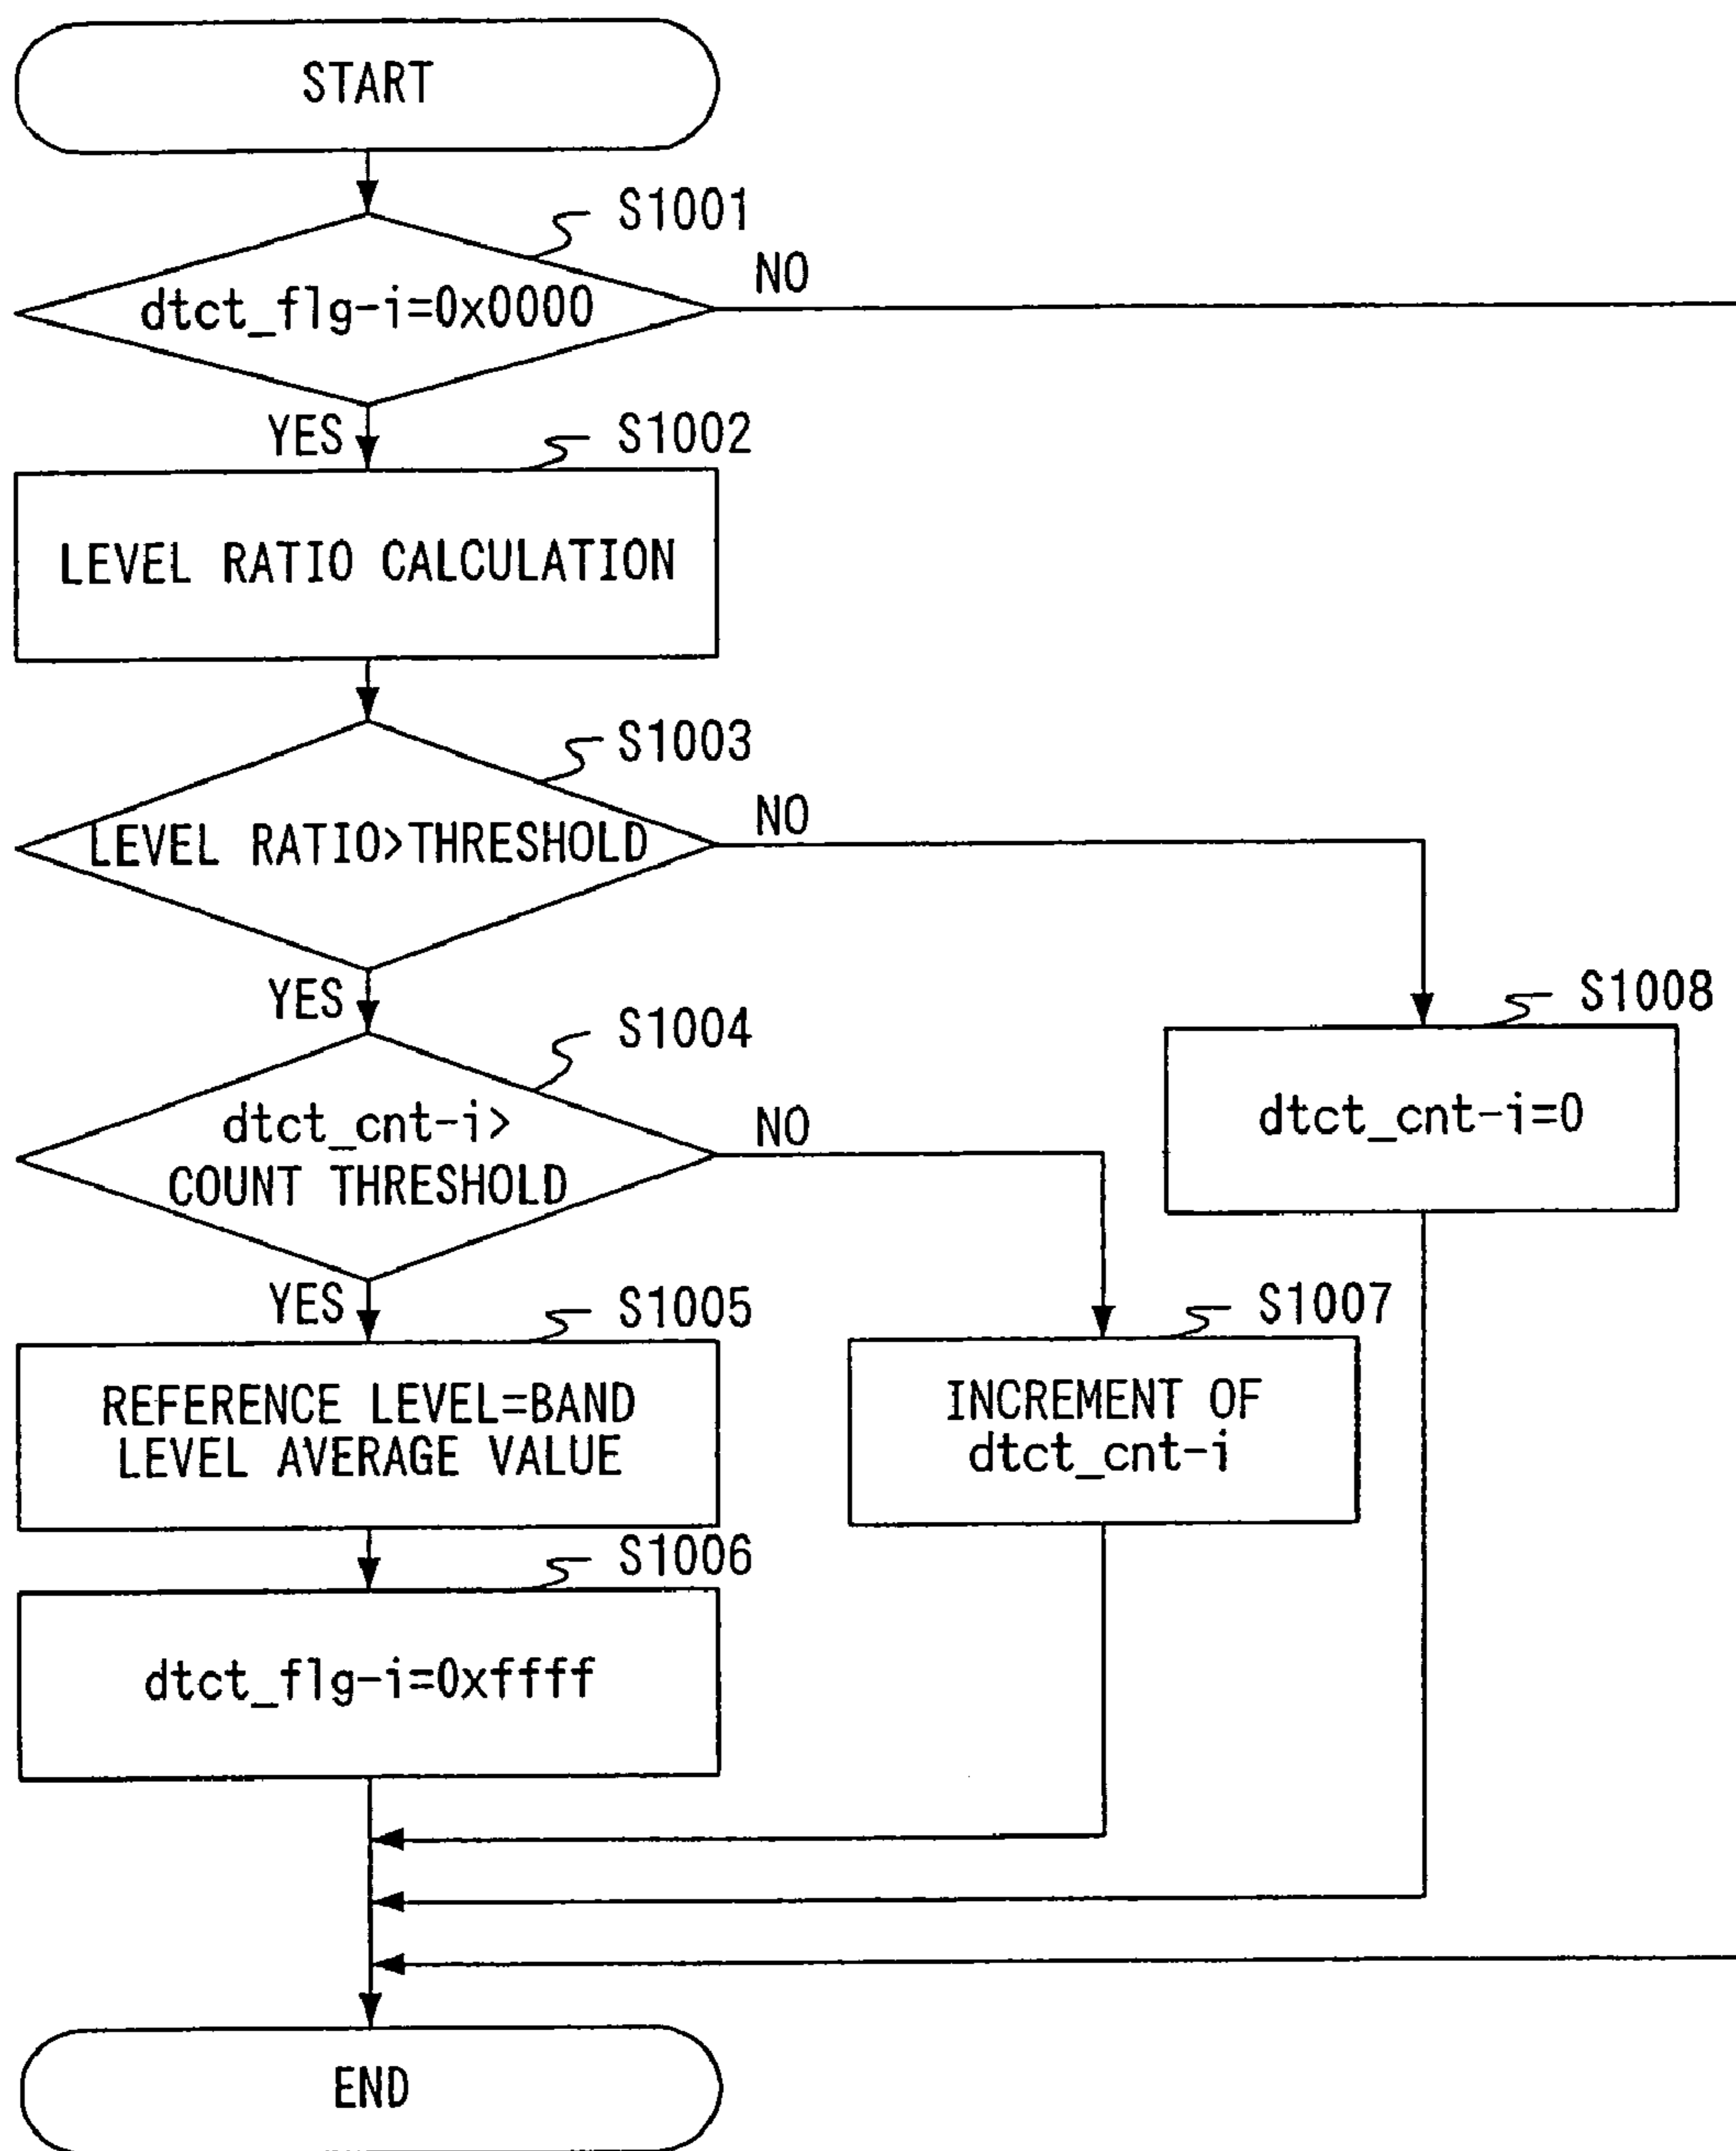 START
S1001
dtct_flg-i=0x0000
NO
YES
S1002
LEVEL RATIO CALCULATION
S1003
LEVEL RATIO>THRESHOLD
NO
YES
S1004
dtct_cnt-i>
COUNT THRESHOLD
NO
S1008
dtct_cnt-i=0
YES
S1005
REFERENCE LEVEL=BAND
LEVEL AVERAGE VALUE
S1007
INCREMENT OF
dtct_cnt-i
S1006
dtct_flg-i=0xffff
END